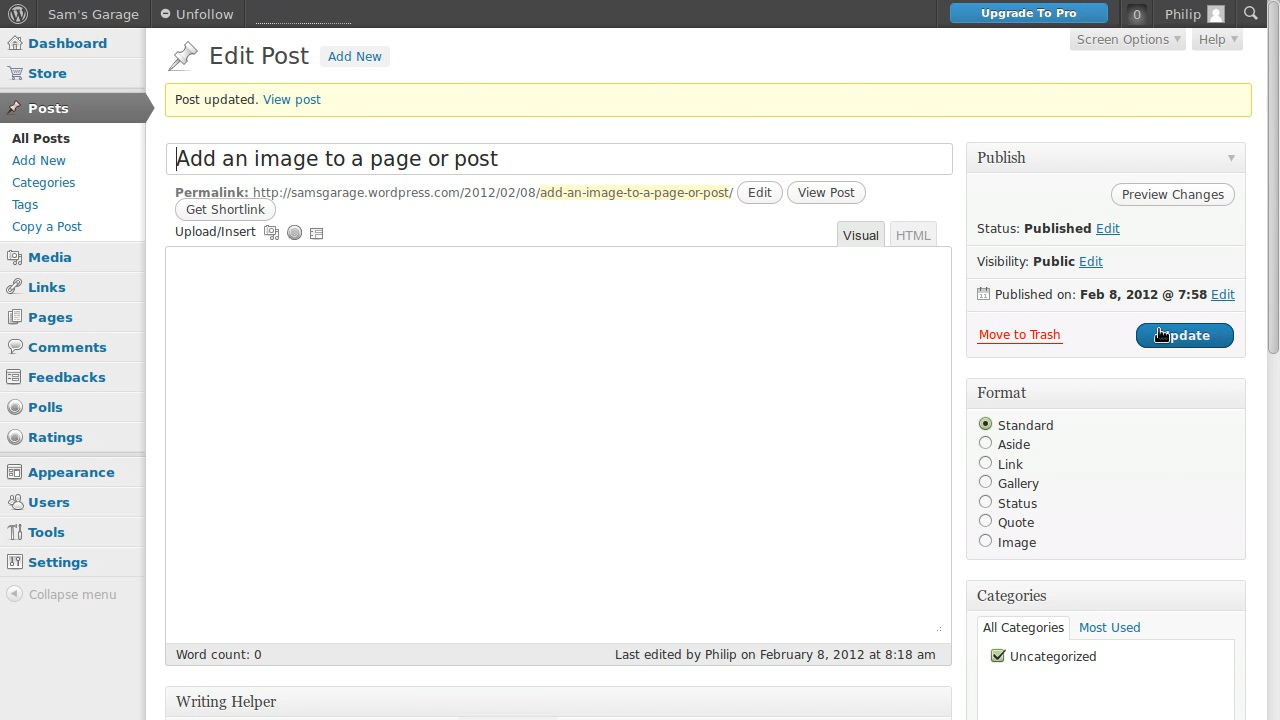 Sam's Garage
Unfollow
Upgrade To Pro
0
Philip
Screen Options
Help
Dashboard
Store
Posts
All Posts
Add New
Categories
Tags
Copy a Post
Media
Links
Pages
Comments
Feedbacks
Polls
Ratings
Appearance
Users
Tools
Settings
Collapse menu
Edit Post
Add New
Post updated. View post
Add an image to a page or post
Permalink: http://samsgarage.wordpress.com/2012/02/08/add-an-image-to-a-page-or-post/ Edit View Post
Get Shortlink
Upload/Insert
Visual
HTML
Word count: 0
Last edited by Philip on February 8, 2012 at 8:18 am
Writing Helper
Publish
Preview Changes
Status: Published Edit
Visibility: Public Edit
Published on: Feb 8, 2012 @ 7:58 Edit
Move to Trash
Update
Format
Standard
Aside
Link
Gallery
Status
Quote
Image
Categories
All Categories
Most Used
Uncategorized